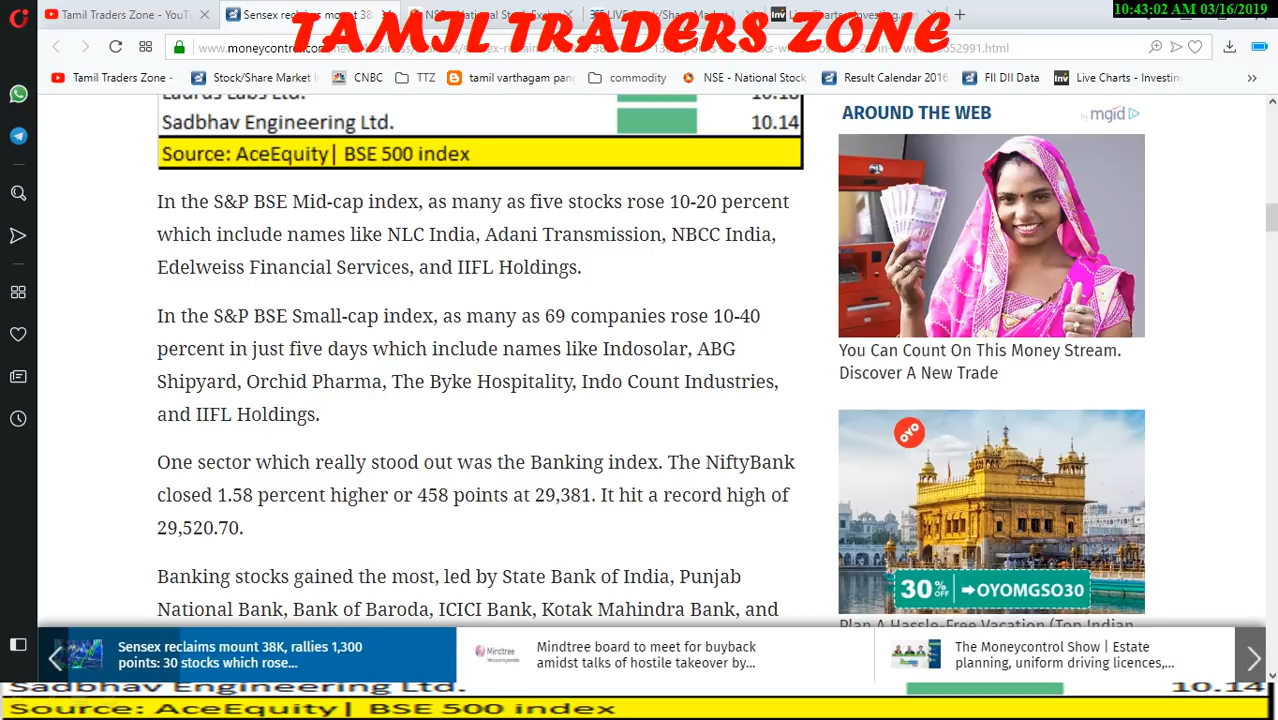 10:43:02 AM 03/16/2019
TAMIL TRADERS ZONE
Tamil Traders Zone - YouT
Sensex reclaims mount 38
www.moneycontrol.com
Tamil Traders Zone -
Stock/Share Market I
CNBC
TTZ
tamil varthagam pan
commodity
NSE - National Stock
Result Calendar 2016
FII DII Data
Live Charts - Investin
»
Laurus Labs Ltd.
Sadbhav Engineering Ltd. 10.14
Source: AceEquity| BSE 500 index
In the S&P BSE Mid-cap index, as many as five stocks rose 10-20 percent
which include names like NLC India, Adani Transmission, NBCC India,
Edelweiss Financial Services, and IIFL Holdings.
In the S&P BSE Small-cap index, as many as 69 companies rose 10-40
percent in just five days which include names like Indosolar, ABG
Shipyard, Orchid Pharma, The Byke Hospitality, Indo Count Industries,
and IIFL Holdings.
One sector which really stood out was the Banking index. The NiftyBank
closed 1.58 percent higher or 458 points at 29,381. It hit a record high of
29,520.70.
Banking stocks gained the most, led by State Bank of India, Punjab
National Bank, Bank of Baroda, ICICI Bank, Kotak Mahindra Bank, and
AROUND THE WEB
by mgid
You Can Count On This Money Stream.
Discover A New Trade
OYO
30% OFF
OYOMGSO30
Plan A Hassle-Free Vacation (Top Indian
Sensex reclaims mount 38K, rallies 1,300
points: 30 stocks which rose...
Mindtree
Mindtree board to meet for buyback
amidst talks of hostile takeover by...
The Moneycontrol Show | Estate
planning, uniform driving licences,...
Sadbhav Engineering Ltd. 10.14
Source: AceEquity| BSE 500 index